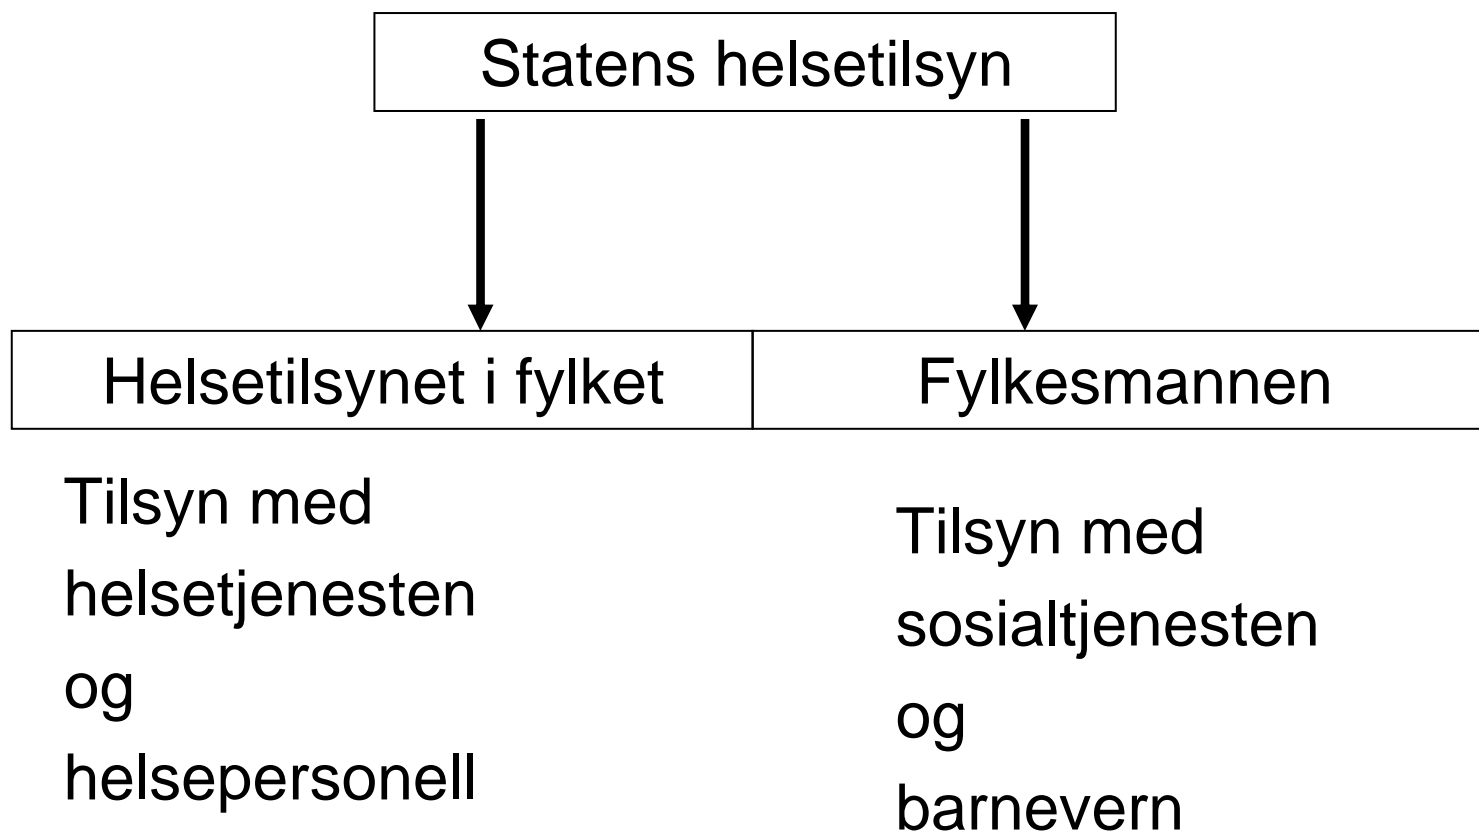 Statens helsetilsyn
Helsetilsynet i fylket
Fylkesmannen
Tilsyn med
helsetjenesten
og
helsepersonell
Tilsyn med
sosialtjenesten
og
barnevern